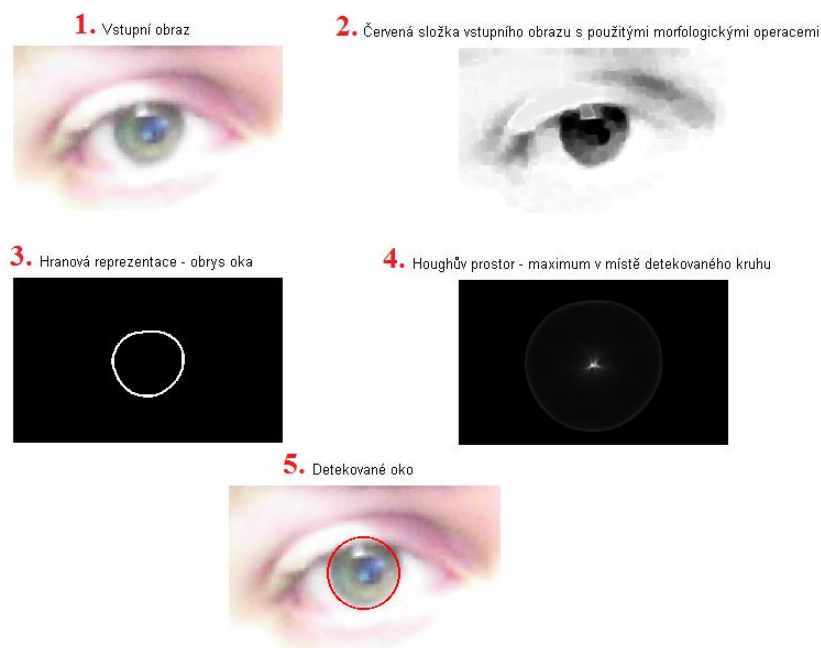 1. Vstupní obraz
2. Červená složka vstupního obrazu s použitými morfologickými operacemi
3. Hranová reprezentace - obrys oka
4. Houghův prostor - maximum v místě detekovaného kruhu
5. Detekované oko